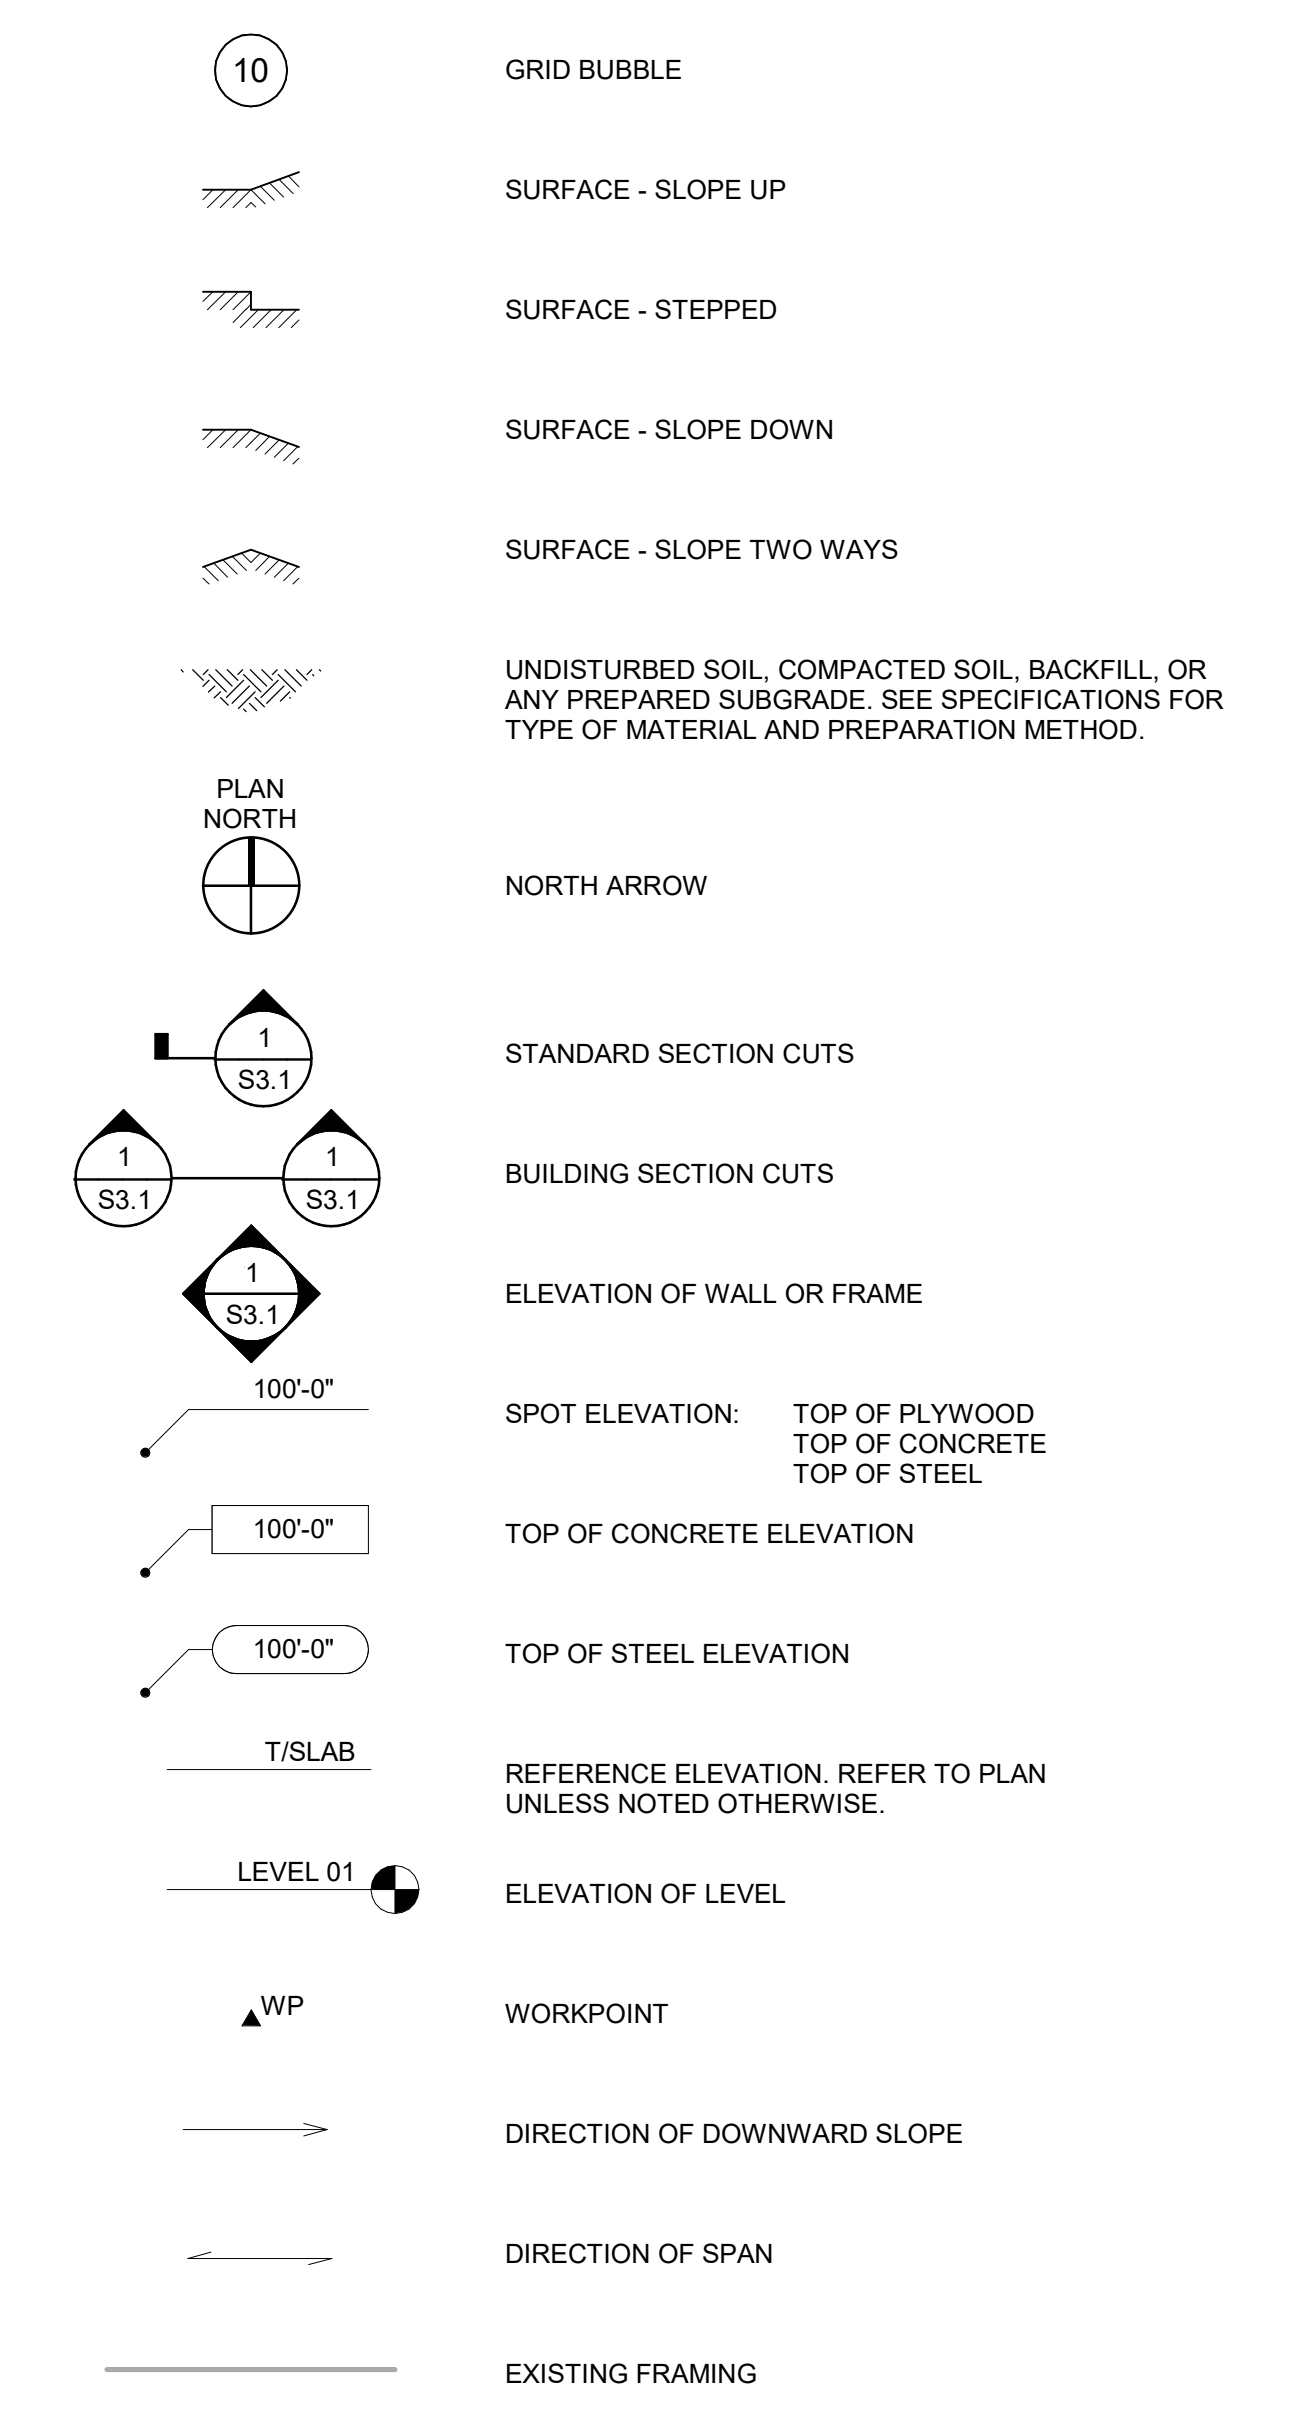 10
GRID BUBBLE
SURFACE - SLOPE UP
SURFACE - STEPPED
SURFACE - SLOPE DOWN
SURFACE - SLOPE TWO WAYS
UNDISTURBED SOIL, COMPACTED SOIL, BACKFILL, OR
ANY PREPARED SUBGRADE. SEE SPECIFICATIONS FOR
TYPE OF MATERIAL AND PREPARATION METHOD.
PLAN
NORTH
NORTH ARROW
1
S3.1
STANDARD SECTION CUTS
1
S3.1
1
S3.1
BUILDING SECTION CUTS
1
S3.1
ELEVATION OF WALL OR FRAME
100'-0"
SPOT ELEVATION: TOP OF PLYWOOD
TOP OF CONCRETE
TOP OF STEEL
100'-0"
TOP OF CONCRETE ELEVATION
100'-0"
TOP OF STEEL ELEVATION
T/SLAB
REFERENCE ELEVATION. REFER TO PLAN
UNLESS NOTED OTHERWISE.
LEVEL 01
ELEVATION OF LEVEL
WP
WORKPOINT
DIRECTION OF DOWNWARD SLOPE
DIRECTION OF SPAN
EXISTING FRAMING